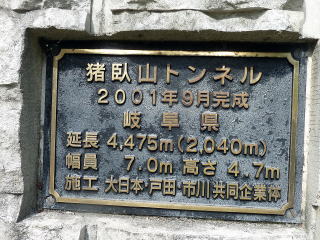 猪臥山トンネル
2001年9月完成
岐阜県
延長 4,475m(2,040m)
幅員 7.0m 高さ 4.7m
施工 大日本・戸田・市川共同企業体